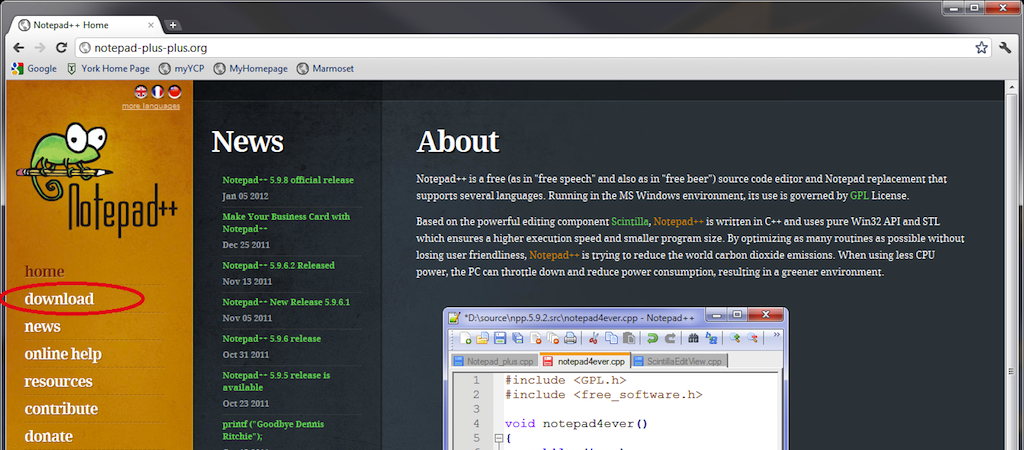 Notepad++ Home
notepad-plus-plus.org
Google York Home Page myYCP MyHomepage Marmoset
more languages
Notepad++
home
download
news
online help
resources
contribute
donate
News
Notepad++ 5.9.8 official release
Jan 05 2012
Make Your Business Card with
Notepad++
Dec 25 2011
Notepad++ 5.9.6.2 Released
Nov 13 2011
Notepad++ New Release 5.9.6.1
Nov 05 2011
Notepad++ 5.9.6 release
Oct 31 2011
Notepad++ 5.9.5 release is
available
Oct 23 2011
printf ("Goodbye Dennis
Ritchie");
About
Notepad++ is a free (as in "free speech" and also as in "free beer") source code editor and Notepad replacement that
supports several languages. Running in the MS Windows environment, its use is governed by GPL License.
Based on the powerful editing component Scintilla, Notepad++ is written in C++ and uses pure Win32 API and STL
which ensures a higher execution speed and smaller program size. By optimizing as many routines as possible without
losing user friendliness, Notepad++ is trying to reduce the world carbon dioxide emissions. When using less CPU
power, the PC can throttle down and reduce power consumption, resulting in a greener environment.
*D:\source\npp.5.9.2.src\notepad4ever.cpp - Notepad++
Notepad_plus.cpp notepad4ever.cpp ScintillaEditView.cpp
1 #include <GPL.h>
2 #include <free_software.h>
3
4 void notepad4ever()
5 {